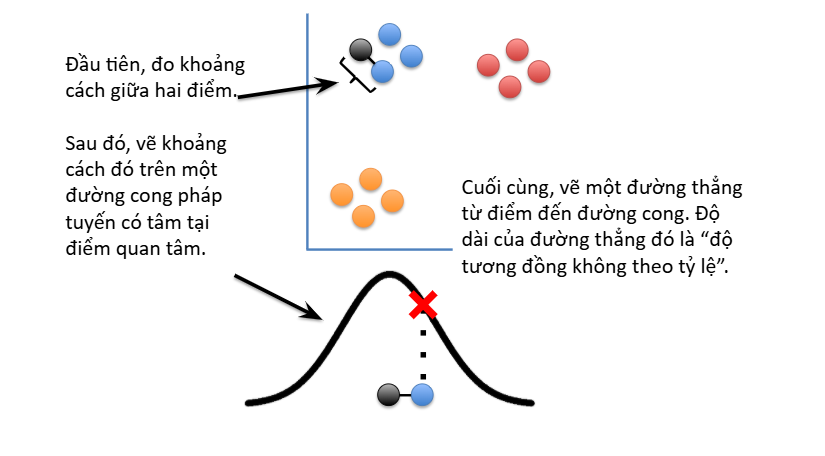 Đầu tiên, đo khoảng
cách giữa hai điểm.
Sau đó, vẽ khoảng
cách đó trên một
đường cong pháp
tuyến có tâm tại
điểm quan tâm.
Cuối cùng, vẽ một đường thẳng
từ điểm đến đường cong. Độ
dài của đường thẳng đó là “độ
tương đồng không theo tỷ lệ”.